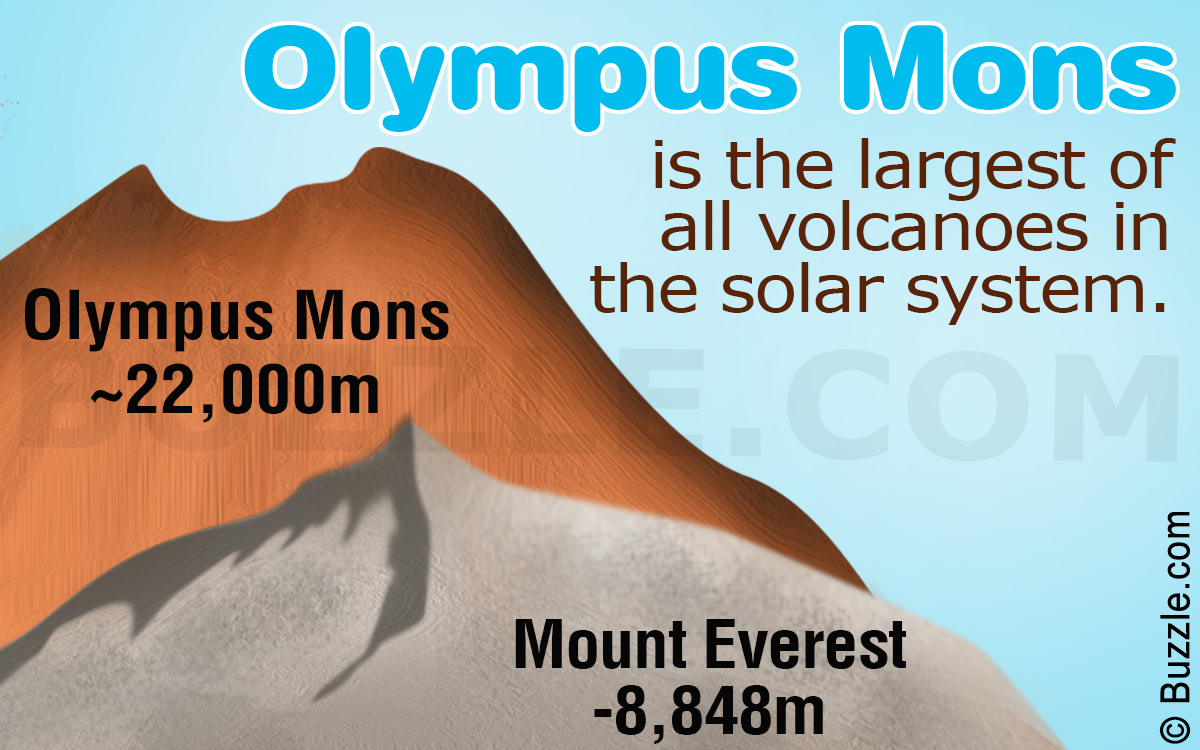 Olympus Mons
is the largest of
all volcanoes in
the solar system.
Olympus Mons
~22,000m
BUZZLE.COM
Mount Everest
-8,848m
© Buzzle.com